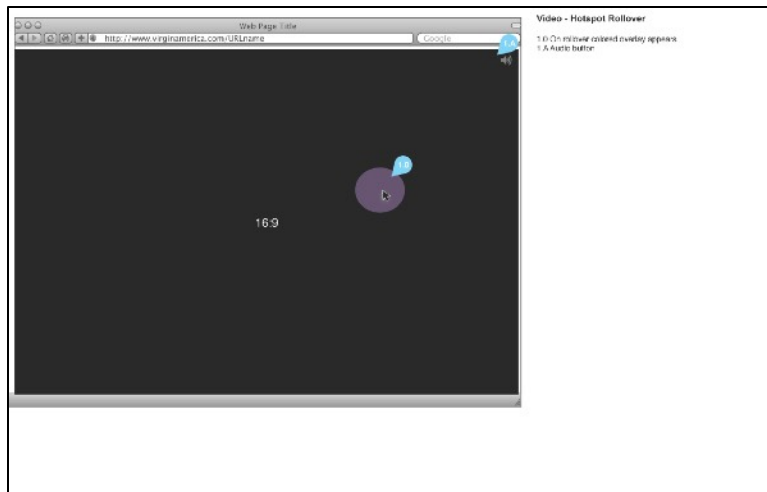 Web Page Title
http://www.virginamerica.com/URLname
Google
1.A
1.0
16:9
Video - Hotspot Rollover
1.0 On rollover colored overlay appears
1.A Audio button